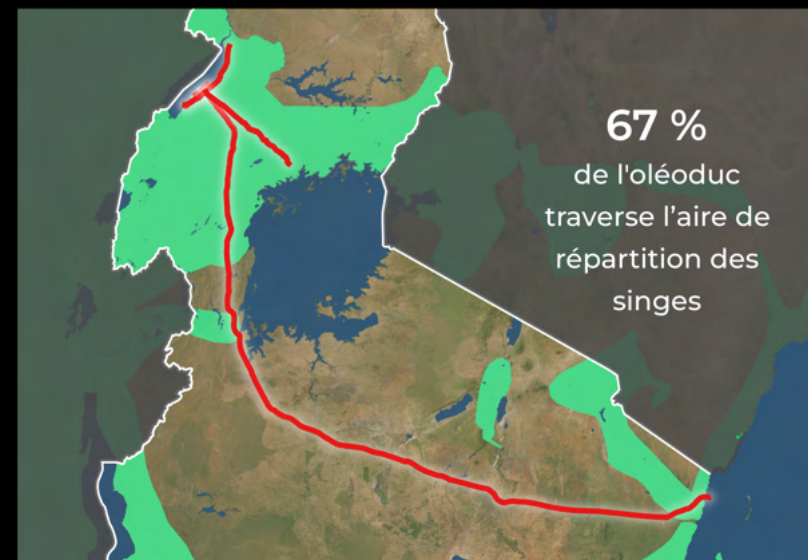 67 %
de l'oléoduc
traverse l’aire de
répartition des
singes